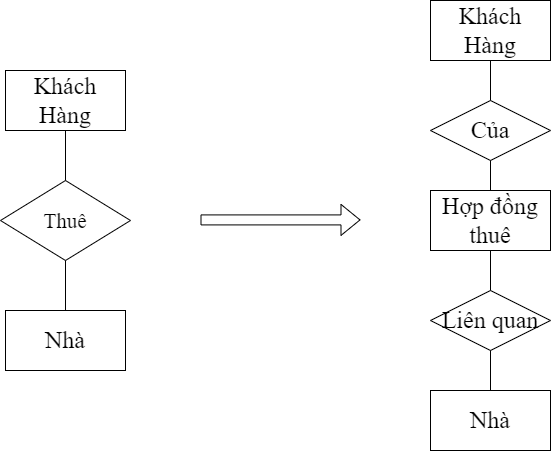 Khách
Hàng
Thuê
Nhà
Khách
Hàng
Của
Hợp đồng
thuê
Liên quan
Nhà